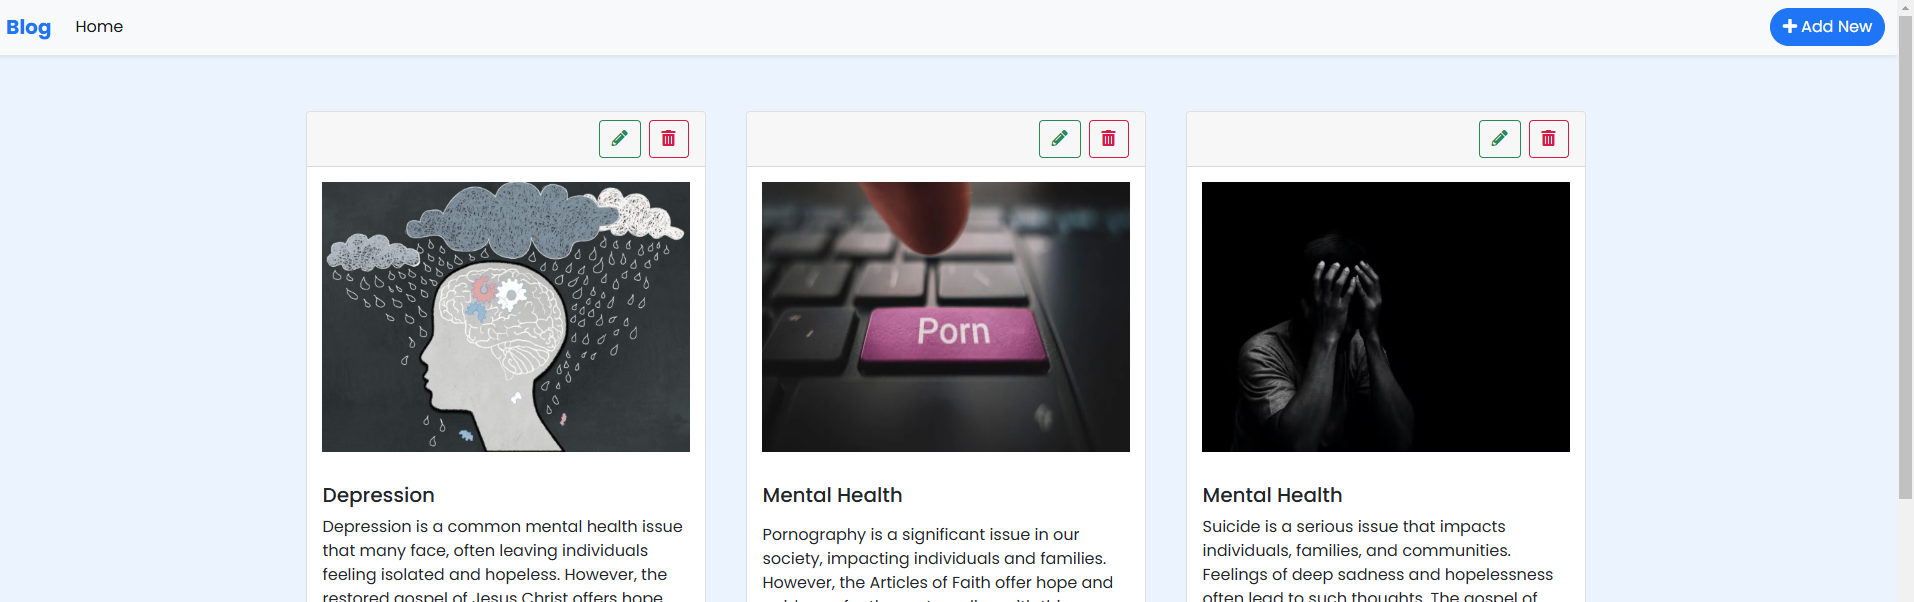 Blog Home Add New
Porn
Depression
Depression is a common mental health issue
that many face, often leaving individuals
feeling isolated and hopeless. However, the
restored gospel of Jesus Christ offers hope
Mental Health
Pornography is a significant issue in our
society, impacting individuals and families.
However, the Articles of Faith offer hope and
Mental Health
Suicide is a serious issue that impacts
individuals, families, and communities.
Feelings of deep sadness and hopelessness
often lead to such thoughts. The gospel of